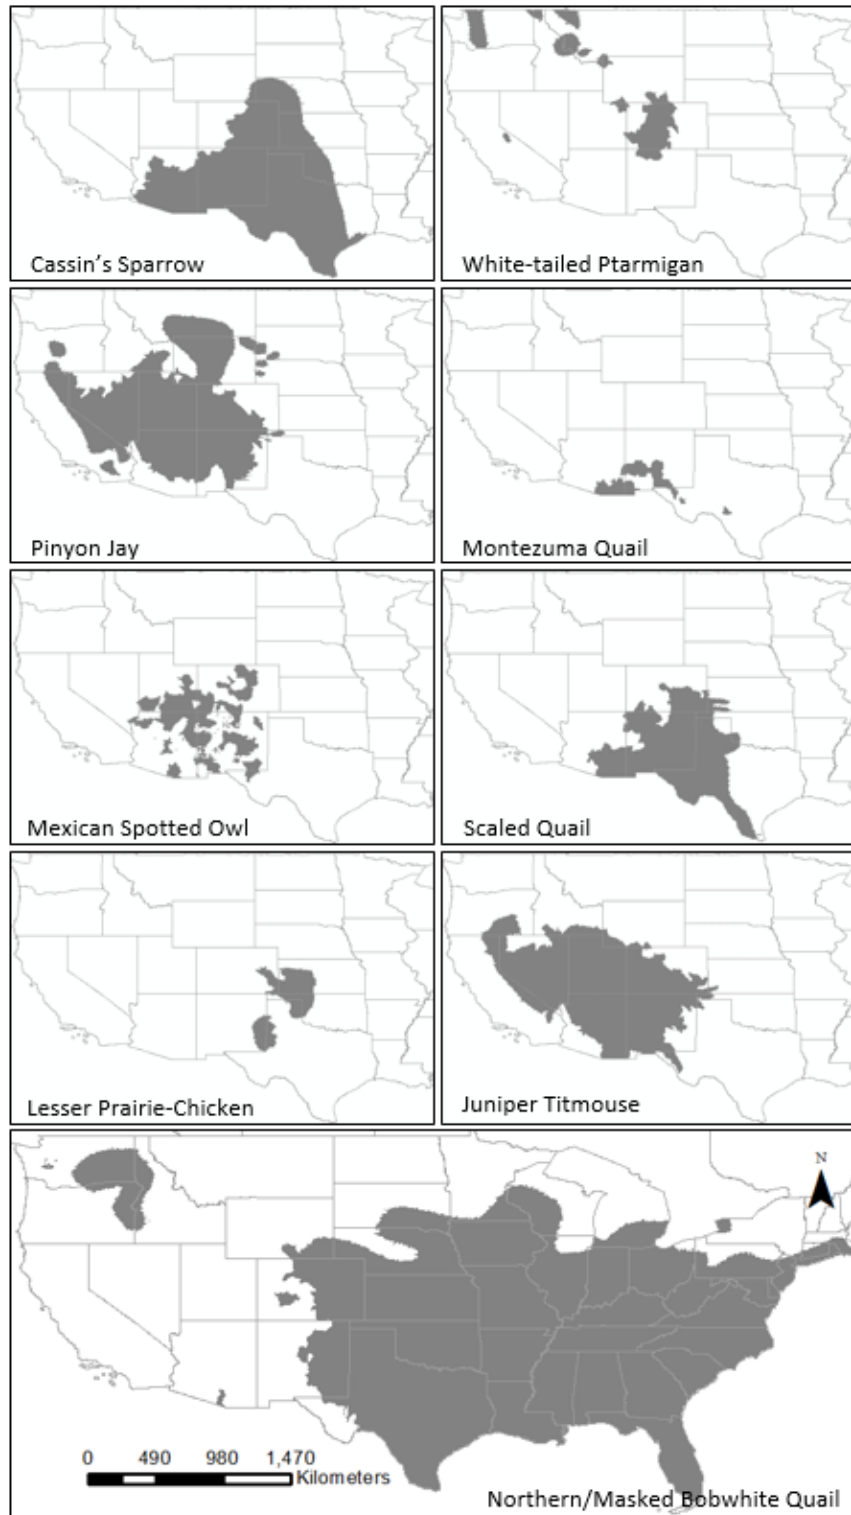 Cassin's Sparrow
White-tailed Ptarmigan
Pinyon Jay
Montezuma Quail
Mexican Spotted Owl
Scaled Quail
Lesser Prairie-Chicken
Juniper Titmouse
N
0 490 980 1,470
Kilometers
Northern/Masked Bobwhite Quail